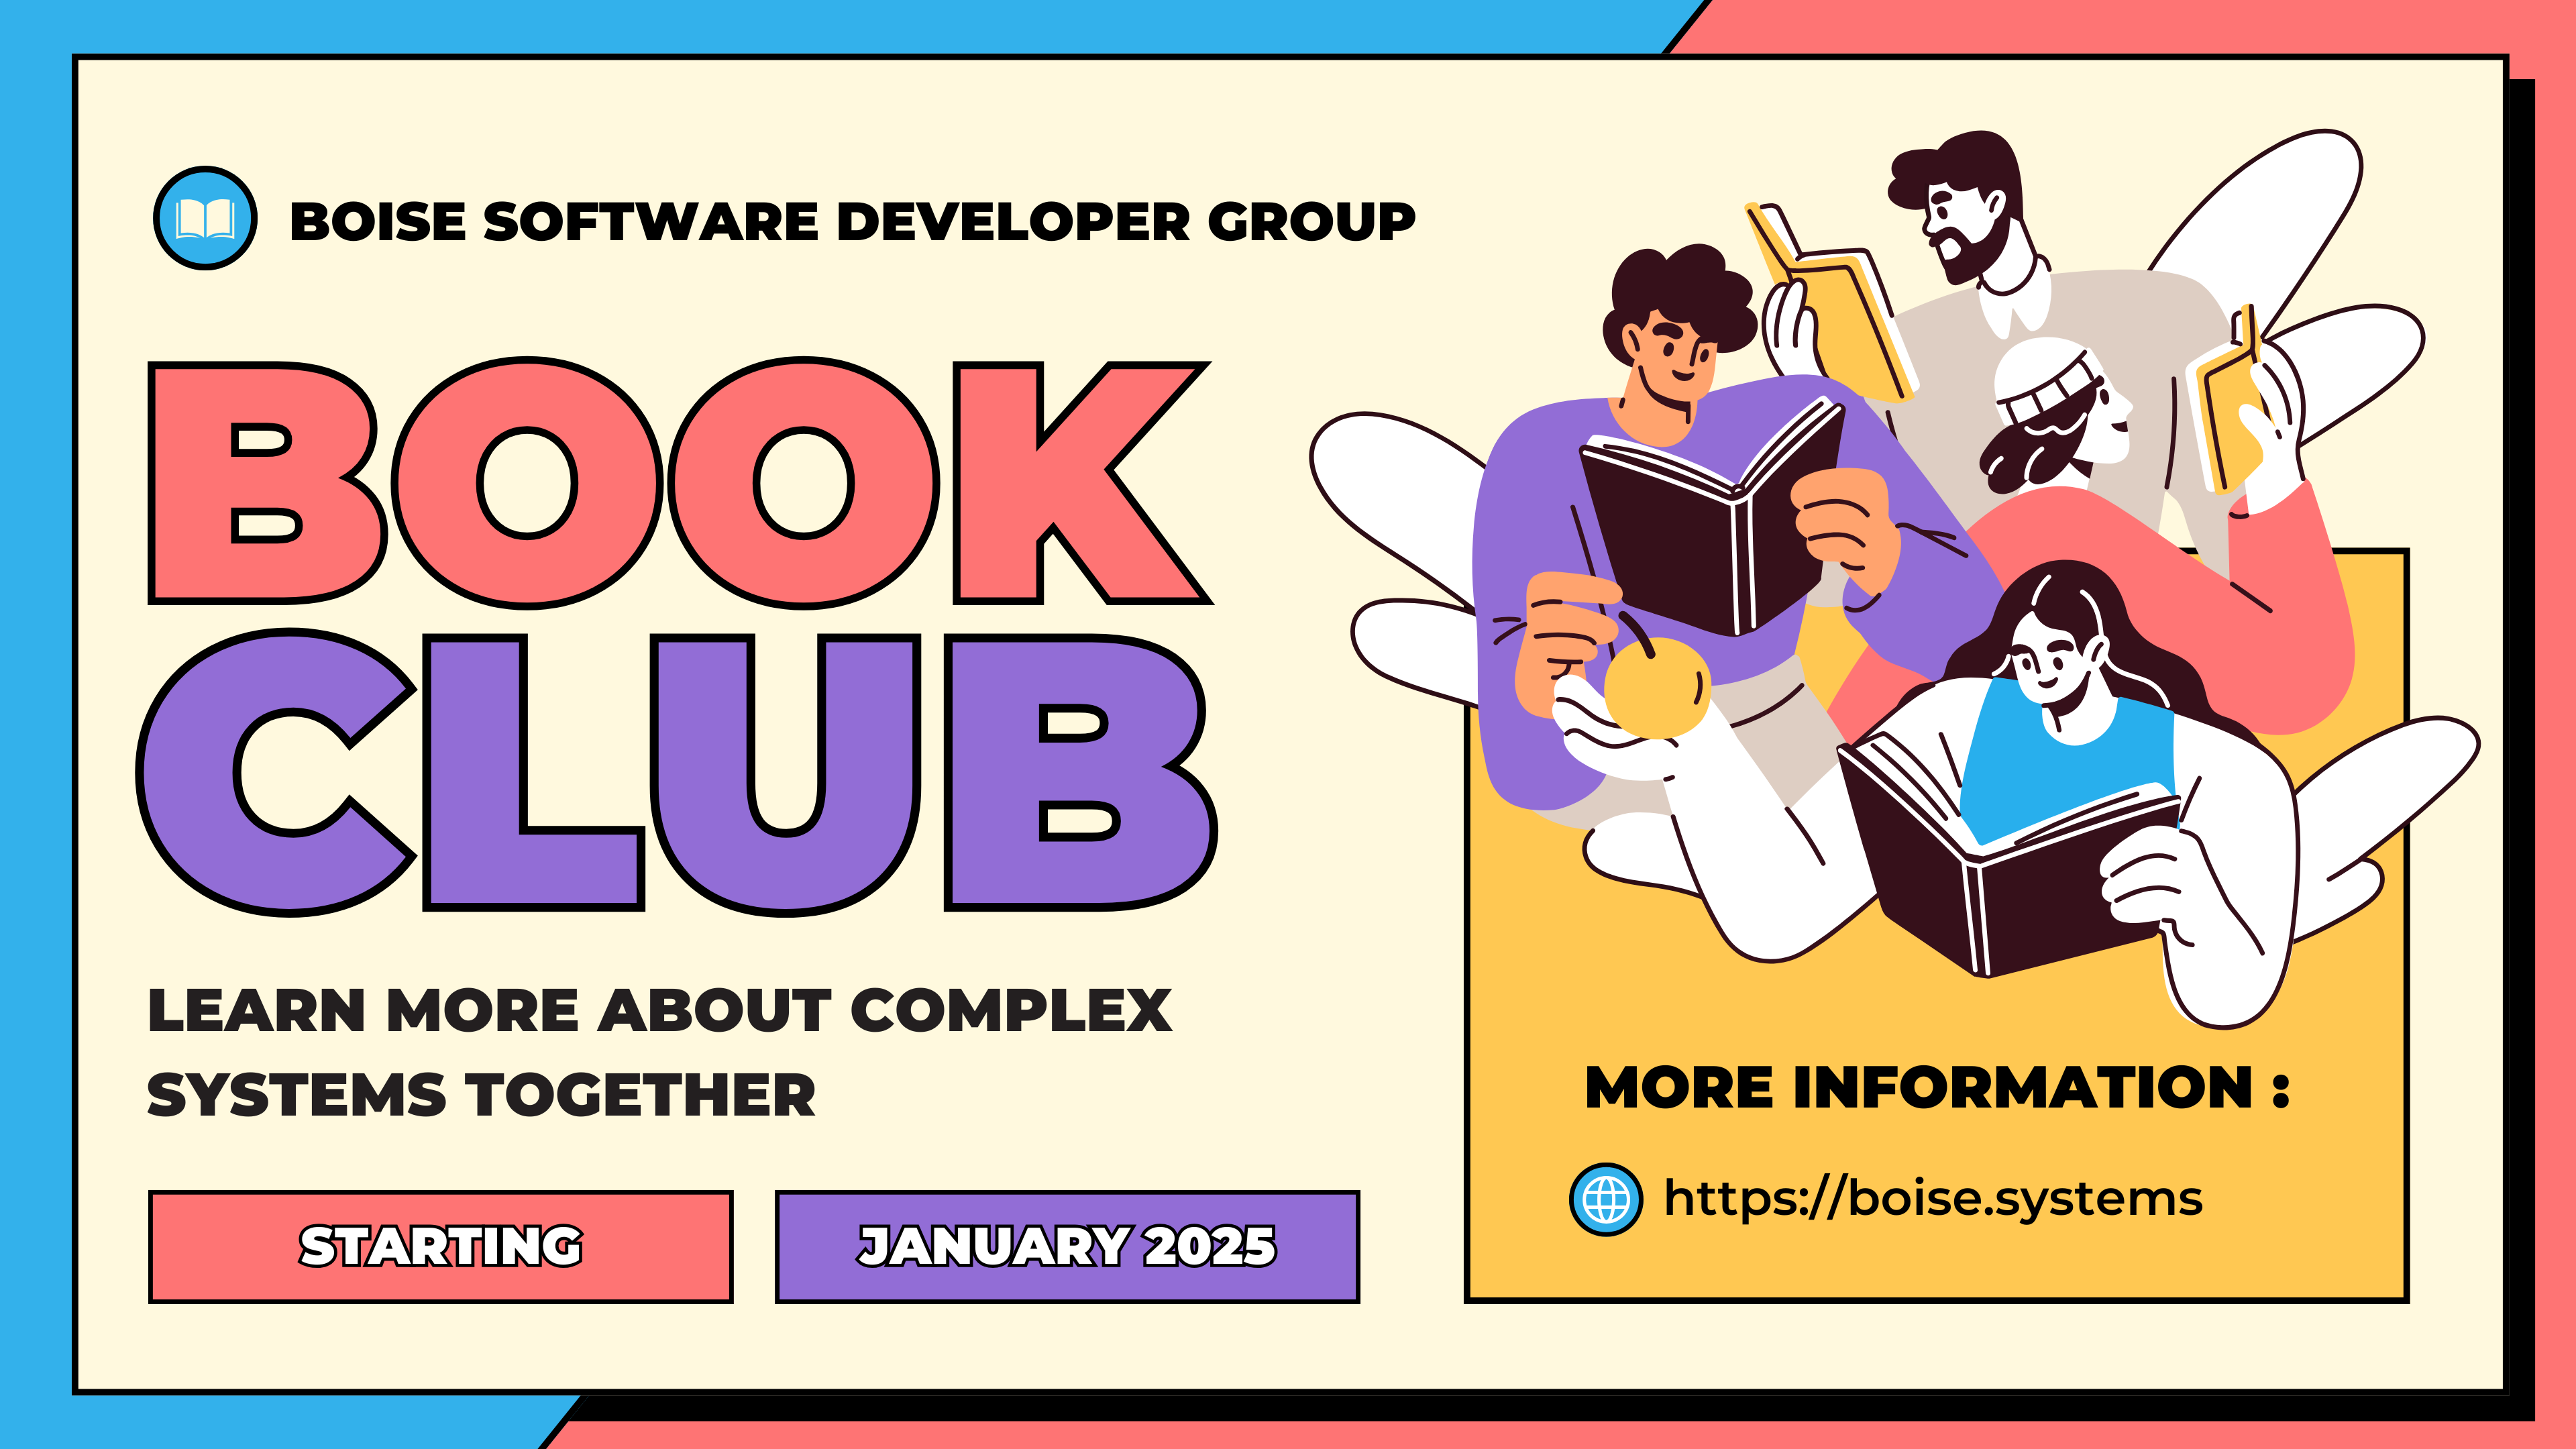 BOISE SOFTWARE DEVELOPER GROUP
BOOK
CLUB
LEARN MORE ABOUT COMPLEX
SYSTEMS TOGETHER
STARTING
JANUARY 2025
MORE INFORMATION :
https://boise.systems